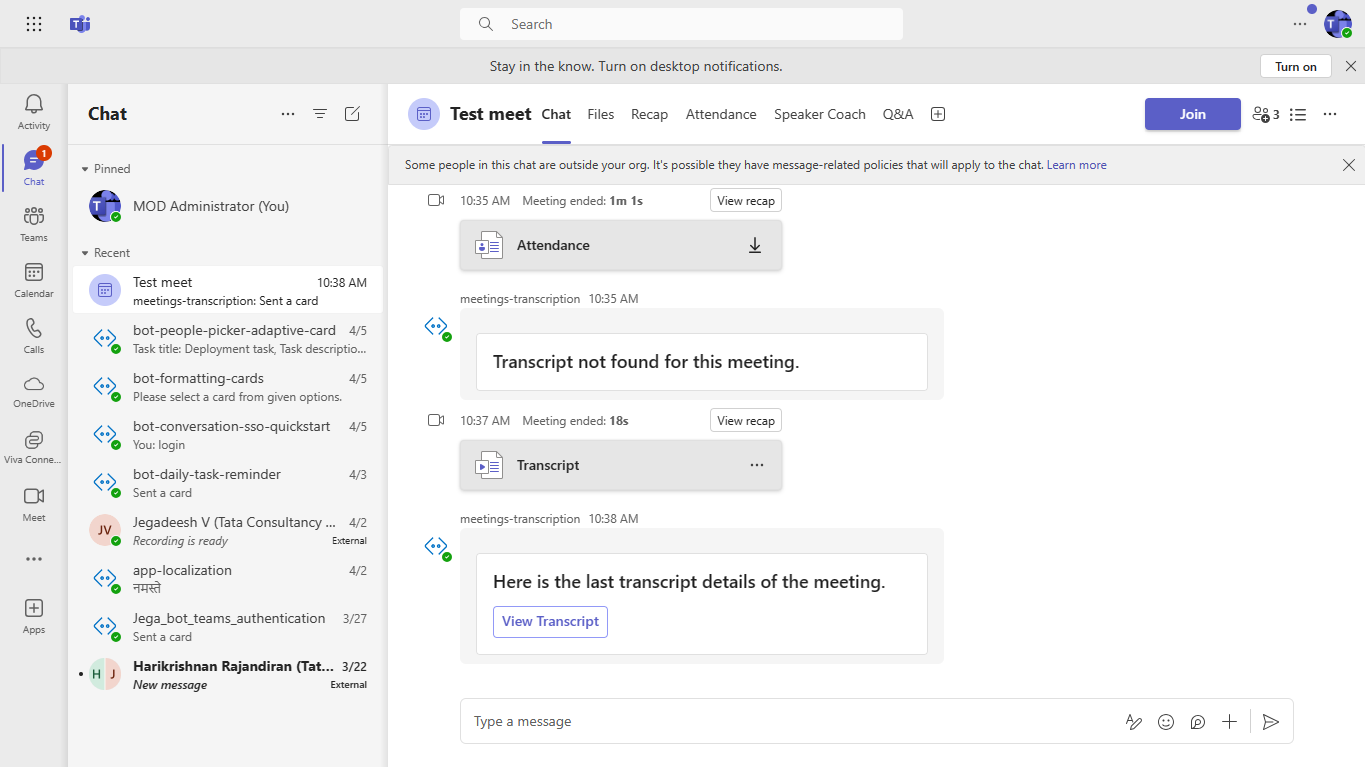 Search
Stay in the know. Turn on desktop notifications.
Turn on
Activity
1
Chat
Teams
Calendar
Calls
OneDrive
Viva Conne...
Meet
Apps
Chat
Pinned
MOD Administrator (You)
Recent
Test meet 10:38 AM
meetings-transcription: Sent a card
bot-people-picker-adaptive-card 4/5
Task title: Deployment task, Task descriptio...
bot-formatting-cards 4/5
Please select a card from given options.
bot-conversation-sso-quickstart 4/5
You: login
bot-daily-task-reminder 4/3
Sent a card
JV
Jegadeesh V (Tata Consultancy ... 4/2
Recording is ready External
app-localization 4/2
नमस्ते
Jega_bot_teams_authentication 3/27
Sent a card
H J
Harikrishnan Rajandiran (Tat... 3/22
New message External
Test meet Chat Files Recap Attendance Speaker Coach Q&A
Join 3
Some people in this chat are outside your org. It's possible they have message-related policies that will apply to the chat. Learn more
10:35 AM Meeting ended: 1m 1s View recap
Attendance
meetings-transcription 10:35 AM
Transcript not found for this meeting.
10:37 AM Meeting ended: 18s View recap
Transcript
meetings-transcription 10:38 AM
Here is the last transcript details of the meeting.
View Transcript
Type a message